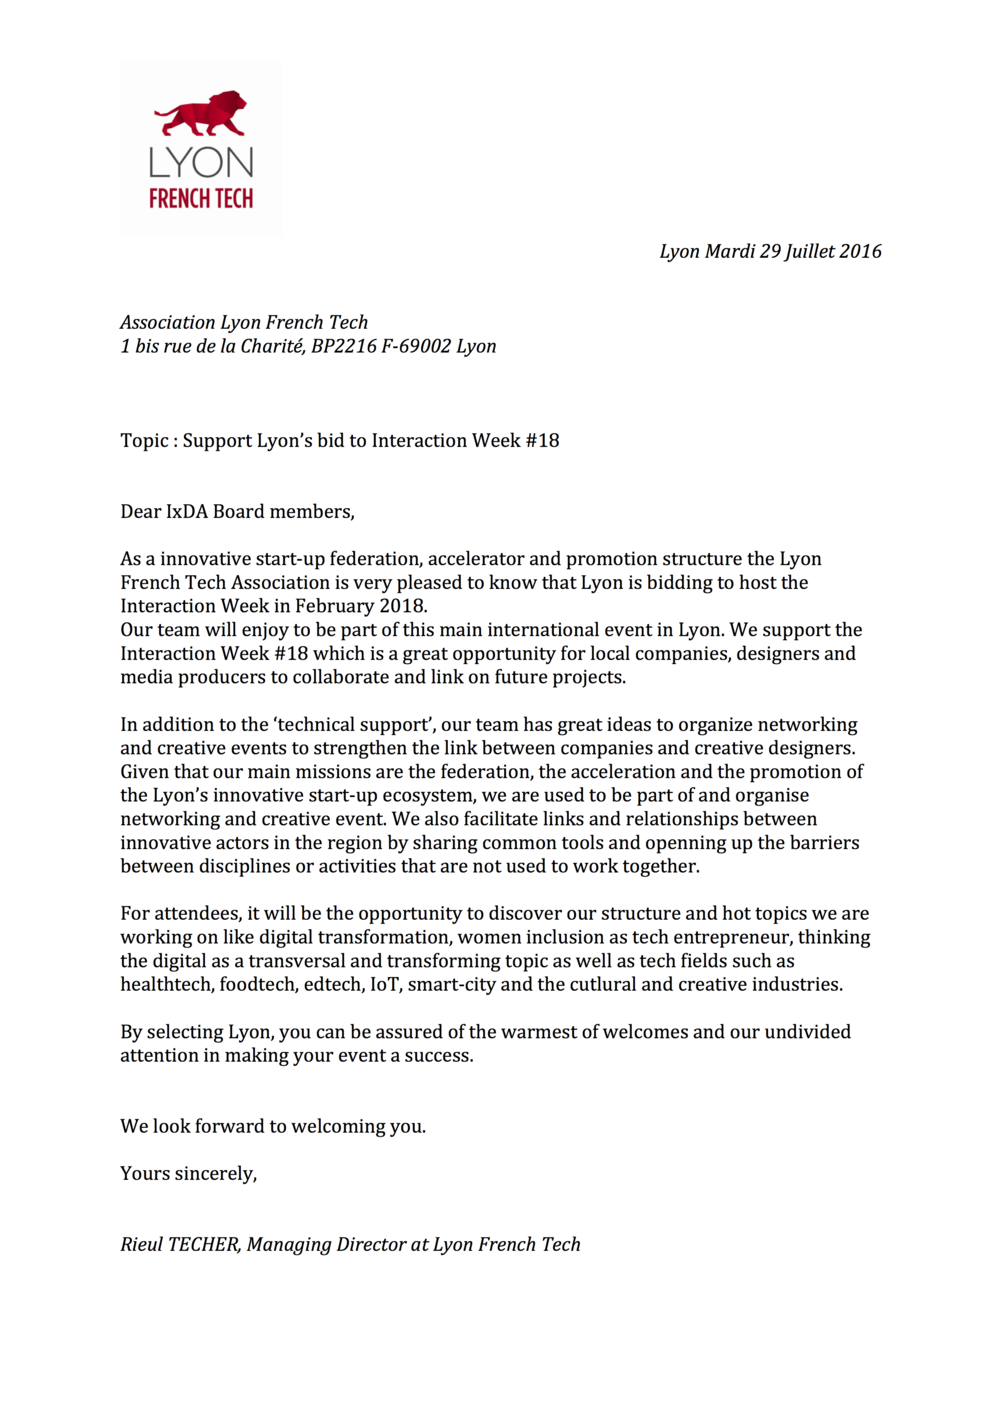 LYON
FRENCH TECH
Lyon Mardi 29 Juillet 2016
Association Lyon French Tech
1 bis rue de la Charité, BP2216 F-69002 Lyon
Topic : Support Lyon’s bid to Interaction Week #18
Dear IxDA Board members,
As a innovative start-up federation, accelerator and promotion structure the Lyon
French Tech Association is very pleased to know that Lyon is bidding to host the
Interaction Week in February 2018.
Our team will enjoy to be part of this main international event in Lyon. We support the
Interaction Week #18 which is a great opportunity for local companies, designers and
media producers to collaborate and link on future projects.
In addition to the ‘technical support’, our team has great ideas to organize networking
and creative events to strengthen the link between companies and creative designers.
Given that our main missions are the federation, the acceleration and the promotion of
the Lyon’s innovative start-up ecosystem, we are used to be part of and organise
networking and creative event. We also facilitate links and relationships between
innovative actors in the region by sharing common tools and openning up the barriers
between disciplines or activities that are not used to work together.
For attendees, it will be the opportunity to discover our structure and hot topics we are
working on like digital transformation, women inclusion as tech entrepreneur, thinking
the digital as a transversal and transforming topic as well as tech fields such as
healthtech, foodtech, edtech, IoT, smart-city and the cutlural and creative industries.
By selecting Lyon, you can be assured of the warmest of welcomes and our undivided
attention in making your event a success.
We look forward to welcoming you.
Yours sincerely,
Rieul TECHER, Managing Director at Lyon French Tech